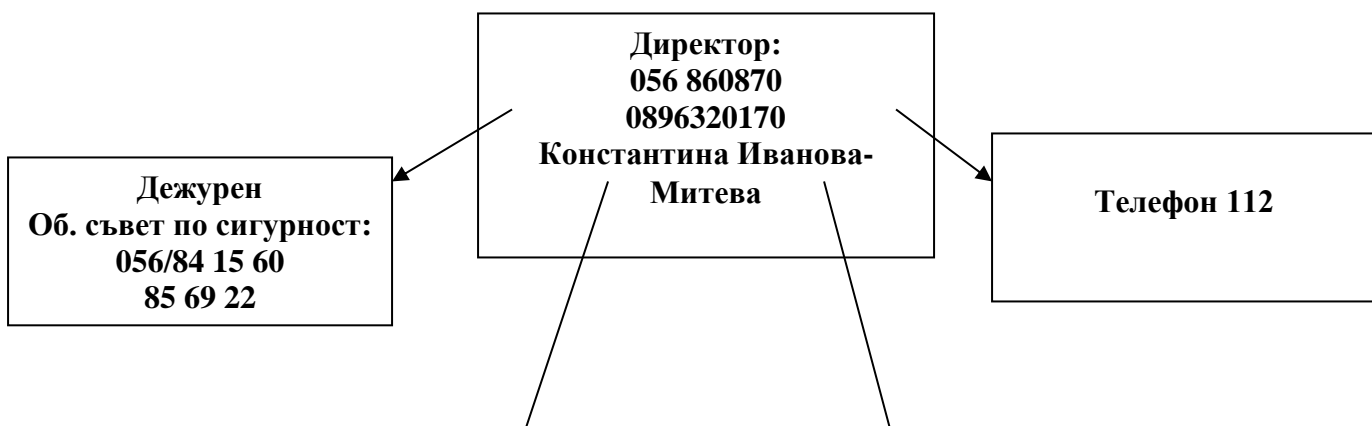 Директор:
056 860870
0896320170
Константина Иванова-
Митева
Дежурен
Об. съвет по сигурност:
056/84 15 60
85 69 22
Телефон 112